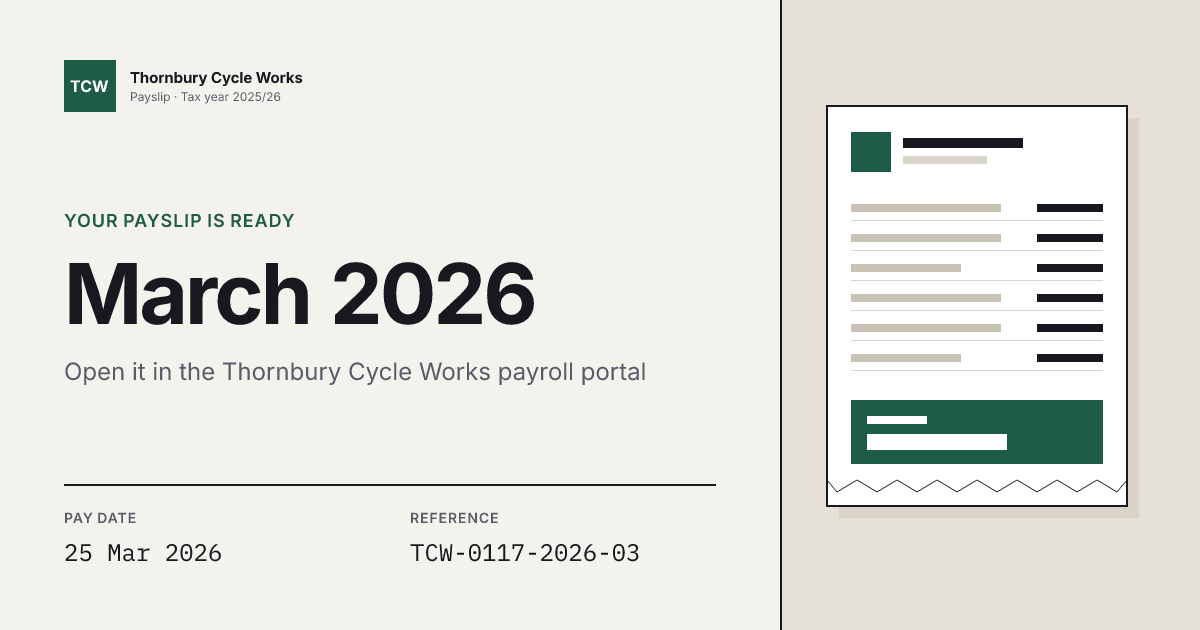 TCW
Thornbury Cycle Works
Payslip · Tax year 2025/26
YOUR PAYSLIP IS READY
March 2026
Open it in the Thornbury Cycle Works payroll portal
PAY DATE
25 Mar 2026
REFERENCE
TCW-0117-2026-03